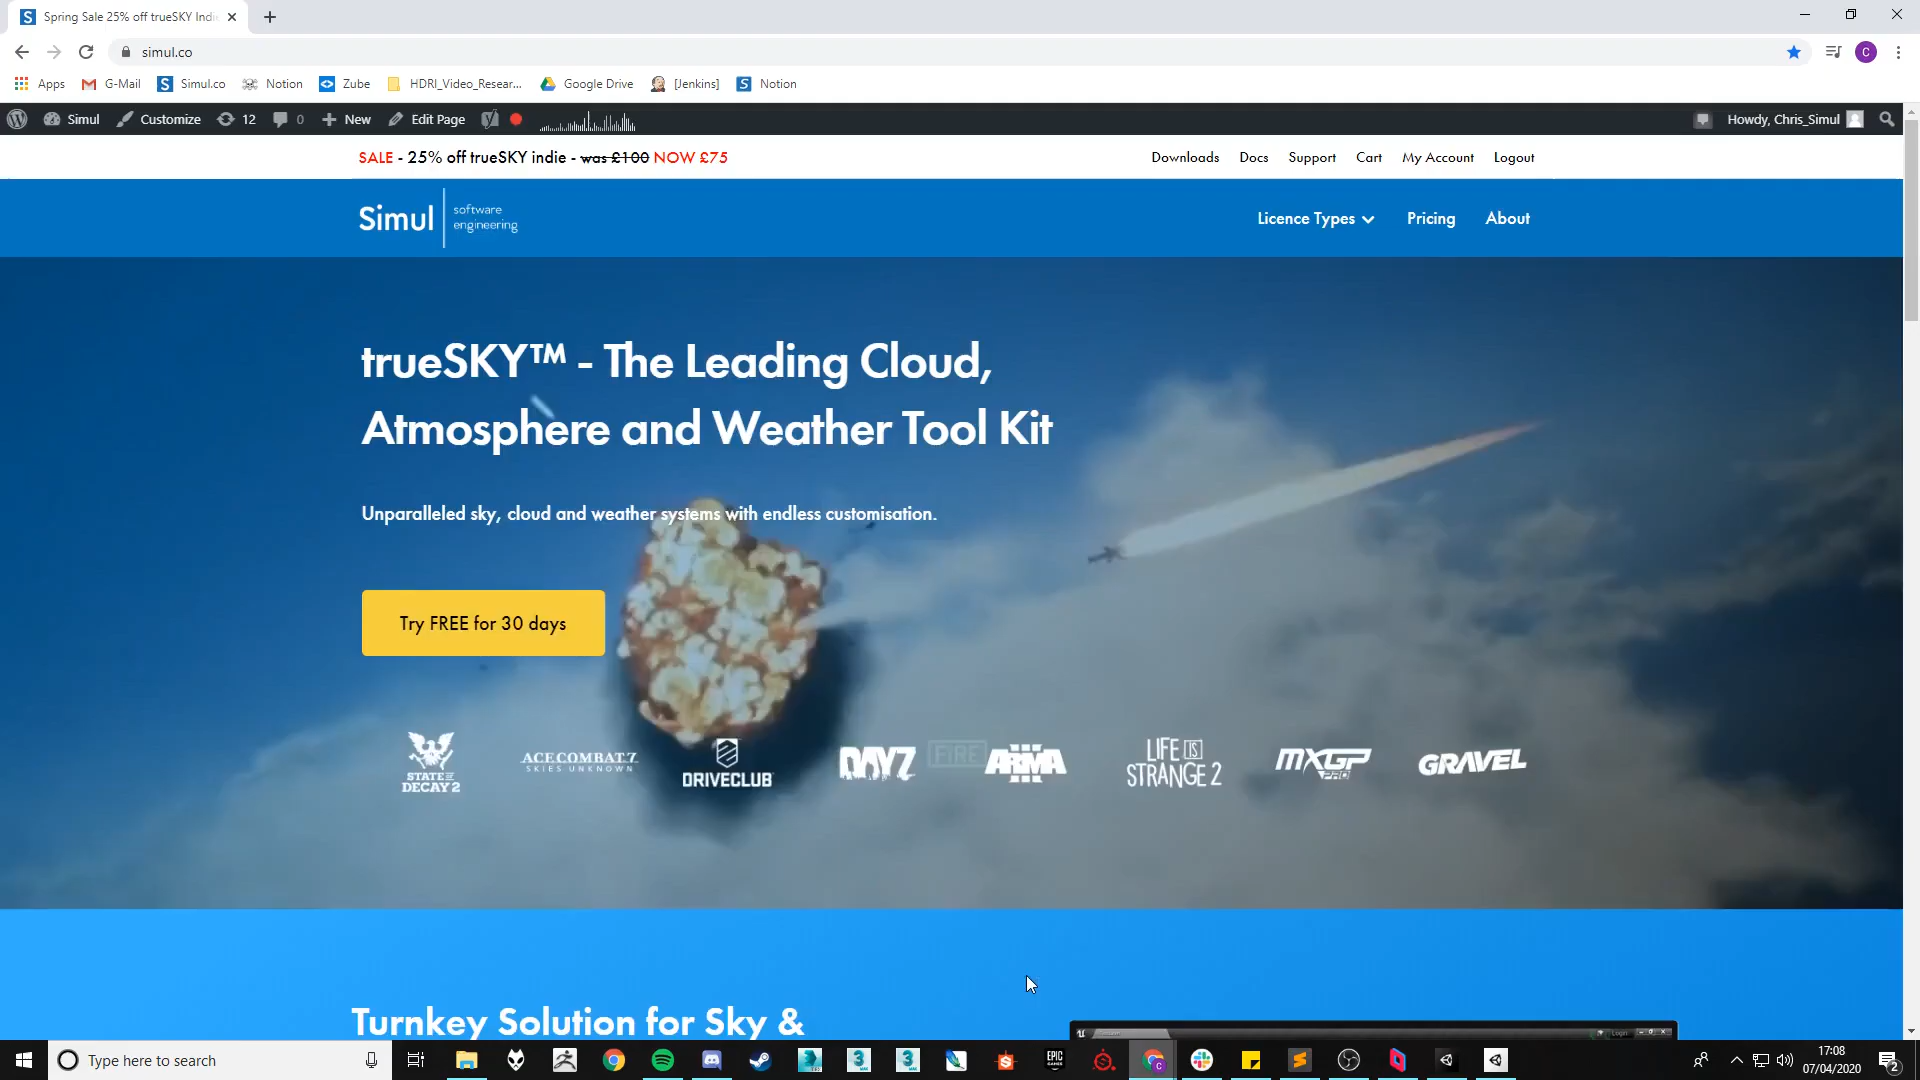 Spring Sale 25% off trueSKY Indi
simul.co
Apps G-Mail Simul.co Notion Zube HDRI_Video_Resear... Google Drive [Jenkins] Notion
Simul Customize 12 0 New Edit Page Howdy, Chris_Simul
SALE - 25% off trueSKY indie - was £100 NOW £75 Downloads Docs Support Cart My Account Logout
Simul software
engineering
Licence Types Pricing About
trueSKY™ - The Leading Cloud,
Atmosphere and Weather Tool Kit
Unparalleled sky, cloud and weather systems with endless customisation.
Try FREE for 30 days
STATE OF
DECAY 2
ACE COMBAT 7
SKIES UNKNOWN
DRIVECLUB
DAYZ
FIRE
ARMA III
LIFE IS
STRANGE 2
MXGP
PRO
GRAVEL
Turnkey Solution for Sky &
Type here to search
EPIC
GAMES
17:08
07/04/2020
2